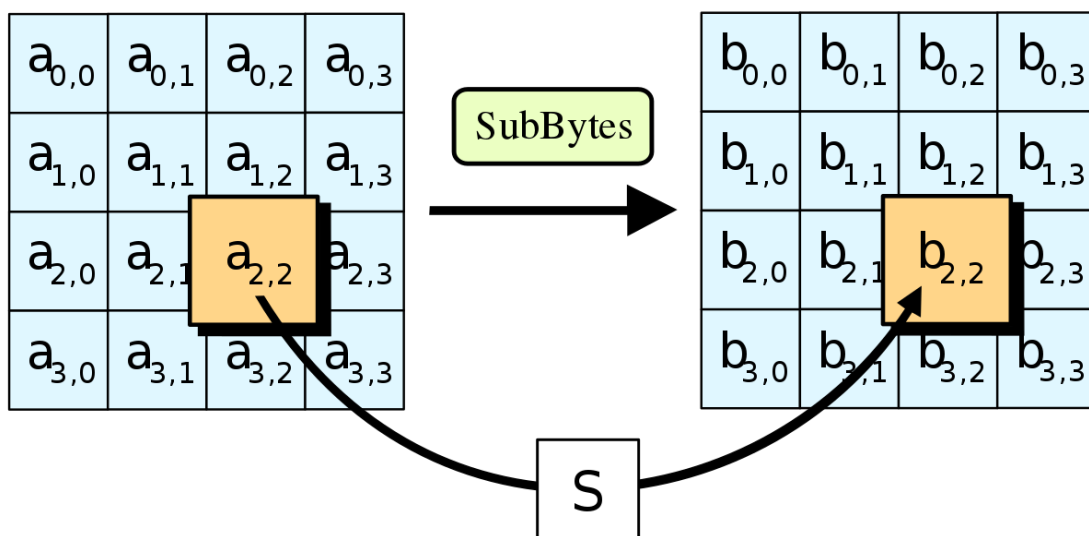 a0,0 a0,1 a0,2 a0,3 b0,0 b0,1 b0,2 b0,3
SubBytes
a1,0 a1,1 a1,2 a1,3 b1,0 b1,1 b1,2 b1,3
a2,0 a2,1 a2,2 a2,3 b2,0 b2,1 b2,2 b2,3
a3,0 a3,1 a3,2 a3,3 b3,0 b3,1 b3,2 b3,3
S